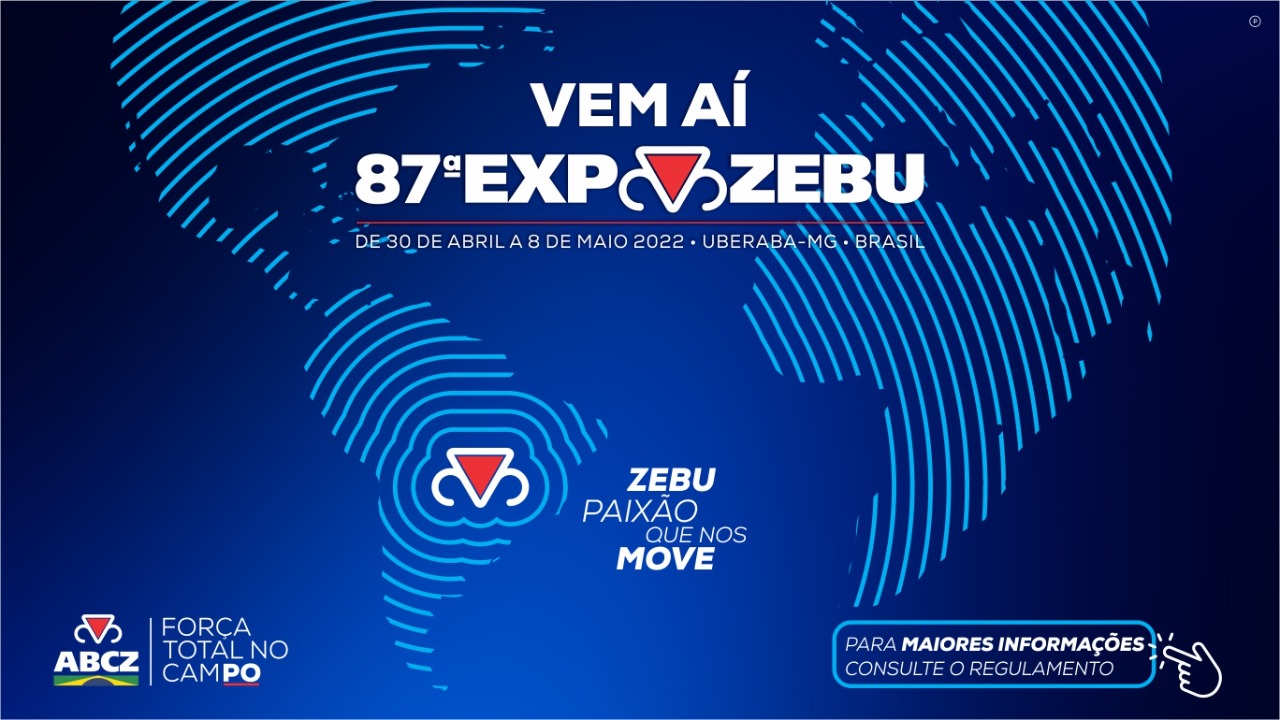 VEM AÍ
87ª EXPOZEBU
DE 30 DE ABRIL A 8 DE MAIO 2022 • UBERABA-MG • BRASIL
ZEBU
PAIXÃO
QUE NOS
MOVE
ABCZ
FORÇA
TOTAL NO
CAMPO
PARA MAIORES INFORMAÇÕES
CONSULTE O REGULAMENTO